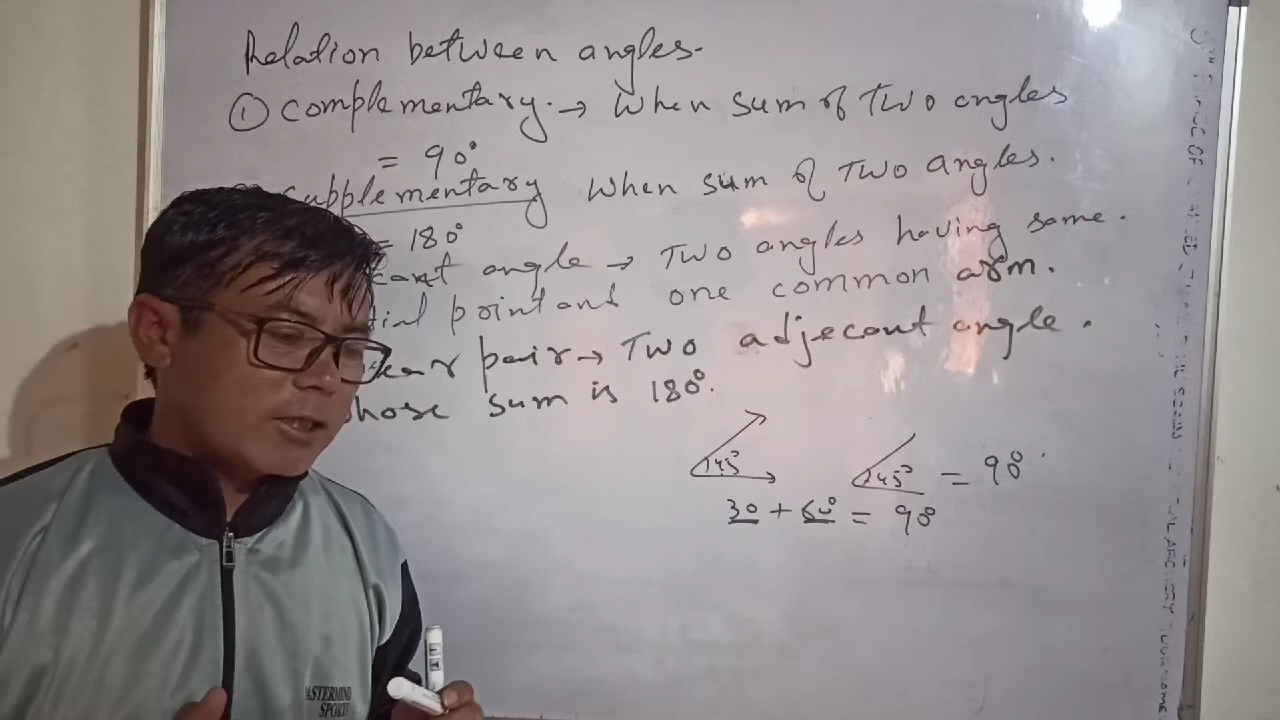 Relation between angles.
① complementary. → When sum of Two angles
= 90°
supplementary When sum of Two angles.
= 180°
angle → Two angles having same.
point and one common arm.
pair → Two adjecant angle.
sum is 180°.
45° 45° = 90°
30 + 60° = 90°
SPORTS